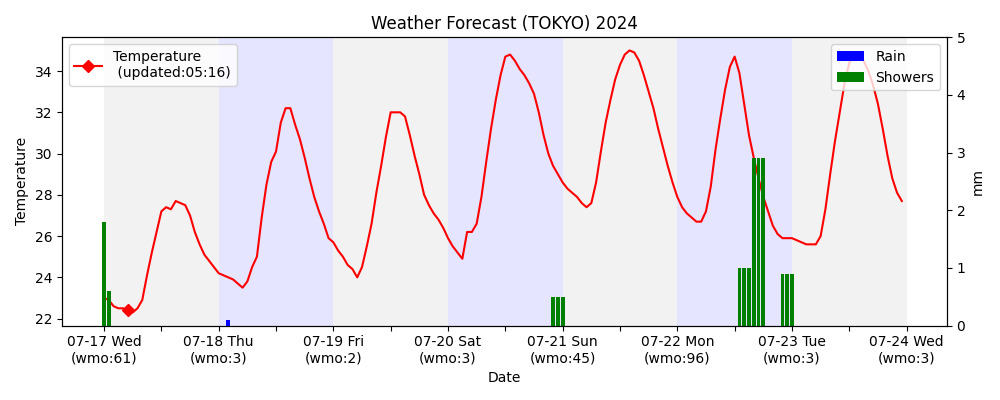 Weather Forecast (TOKYO) 2024
Temperature
(updated:05:16)
Rain
Showers
Temperature
34
32
30
28
26
24
22
5
4
3
2
1
0
mm
07-17 Wed
(wmo:61)
07-18 Thu
(wmo:3)
07-19 Fri
(wmo:2)
07-20 Sat
(wmo:3)
07-21 Sun
(wmo:45)
07-22 Mon
(wmo:96)
07-23 Tue
(wmo:3)
07-24 Wed
(wmo:3)
Date